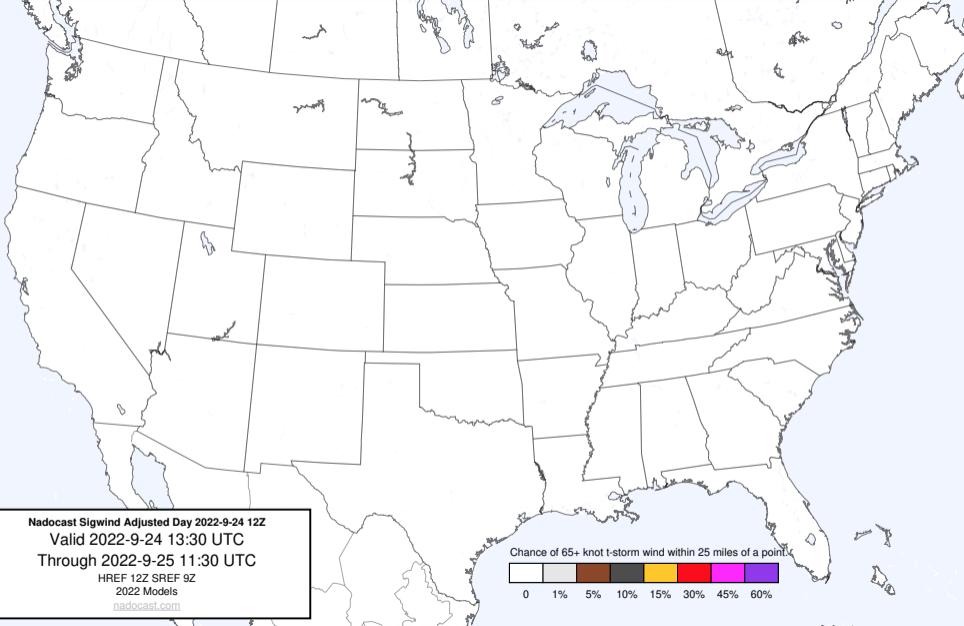 Nadocast Sigwind Adjusted Day 2022-9-24 12Z
Valid 2022-9-24 13:30 UTC
Through 2022-9-25 11:30 UTC
HREF 12Z SREF 9Z
2022 Models
nadocast.com
Chance of 65+ knot t-storm wind within 25 miles of a point.
0 1% 5% 10% 15% 30% 45% 60%